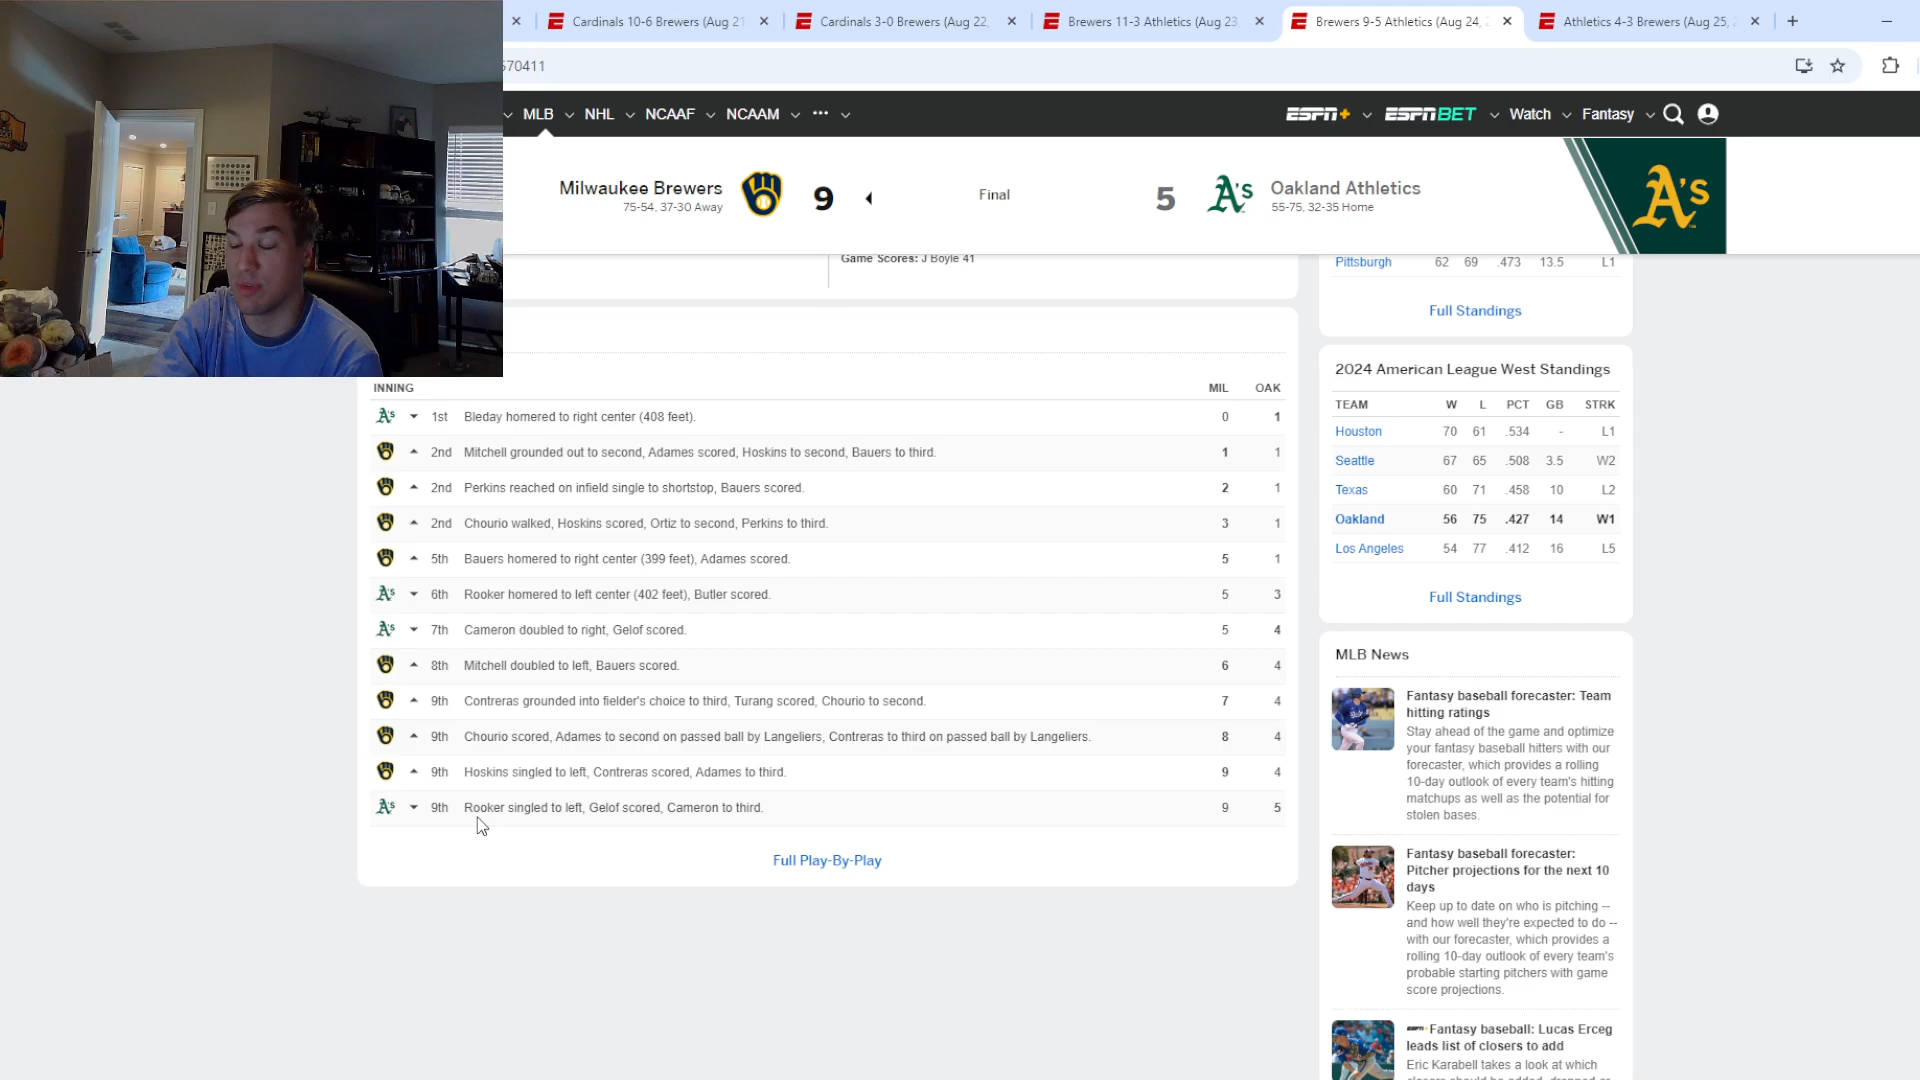 Cardinals 10-6 Brewers (Aug 21
Cardinals 3-0 Brewers (Aug 22,
Brewers 11-3 Athletics (Aug 23,
Brewers 9-5 Athletics (Aug 24,
Athletics 4-3 Brewers (Aug 25,
570411
MLB NHL NCAAF NCAAM ••• ESPN+ ESPN BET Watch Fantasy
Milwaukee Brewers 9 Final 5 Oakland Athletics
75-54, 37-30 Away 55-75, 32-35 Home
A's
A's
Game Scores: J Boyle 41
INNING MIL OAK
A's 1st Bleday homered to right center (408 feet). 0 1
2nd Mitchell grounded out to second, Adames scored, Hoskins to second, Bauers to third. 1 1
2nd Perkins reached on infield single to shortstop, Bauers scored. 2 1
2nd Chourio walked, Hoskins scored, Ortiz to second, Perkins to third. 3 1
5th Bauers homered to right center (399 feet), Adames scored. 5 1
A's 6th Rooker homered to left center (402 feet), Butler scored. 5 3
A's 7th Cameron doubled to right, Gelof scored. 5 4
8th Mitchell doubled to left, Bauers scored. 6 4
9th Contreras grounded into fielder's choice to third, Turang scored, Chourio to second. 7 4
9th Chourio scored, Adames to second on passed ball by Langeliers, Contreras to third on passed ball by Langeliers. 8 4
9th Hoskins singled to left, Contreras scored, Adames to third. 9 4
A's 9th Rooker singled to left, Gelof scored, Cameron to third. 9 5
Full Play-By-Play
Pittsburgh 62 69 .473 13.5 L1
Full Standings
2024 American League West Standings
TEAM W L PCT GB STRK
Houston 70 61 .534 - L1
Seattle 67 65 .508 3.5 W2
Texas 60 71 .458 10 L2
Oakland 56 75 .427 14 W1
Los Angeles 54 77 .412 16 L5
Full Standings
MLB News
Fantasy baseball forecaster: Team
hitting ratings
Stay ahead of the game and optimize
your fantasy baseball hitters with our
forecaster, which provides a rolling
10-day outlook of every team's hitting
matchups as well as the potential for
stolen bases.
Fantasy baseball forecaster:
Pitcher projections for the next 10
days
Keep up to date on who is pitching --
and how well they're expected to do --
with our forecaster, which provides a
rolling 10-day outlook of every team's
probable starting pitchers with game
score projections.
ESPN+ Fantasy baseball: Lucas Erceg
leads list of closers to add
Eric Karabell takes a look at which